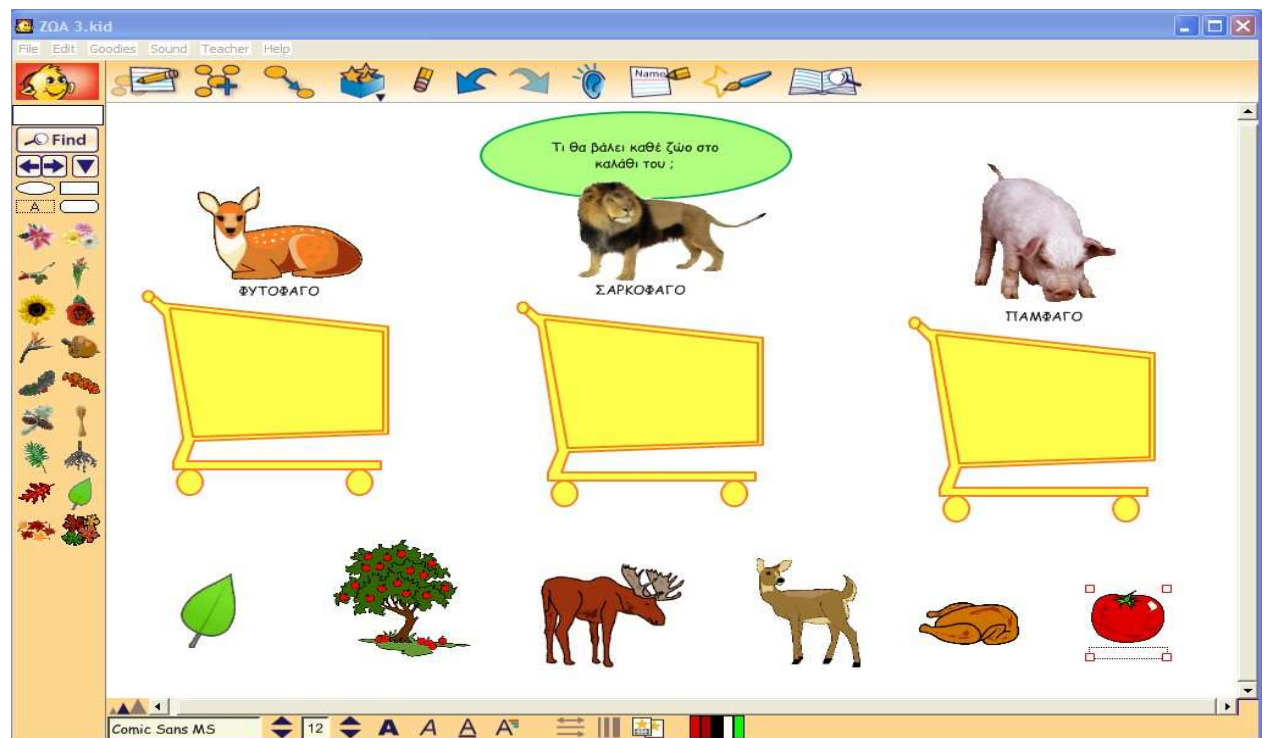 ΖΩΑ 3.kid
File Edit Goodies Sound Teacher Help
Name
Find
A
Τι θα βάλει καθέ ζώο στο
καλάθι του ;
ΦΥΤΟΦΑΓΟ
ΣΑΡΚΟΦΑΓΟ
ΠΑΜΦΑΓΟ
Comic Sans MS 12 A A A A